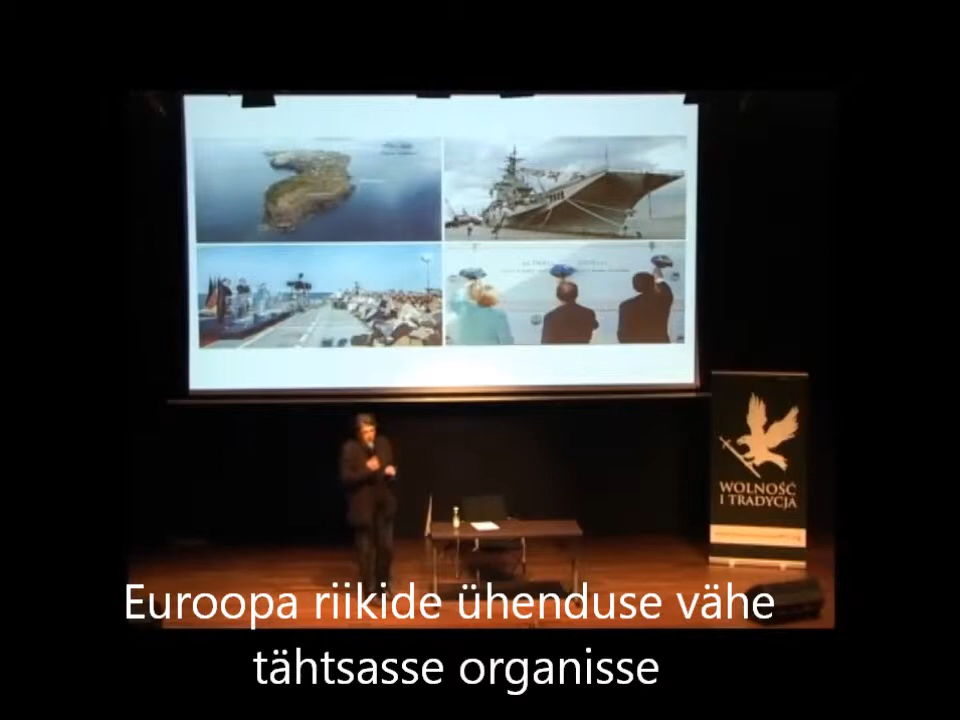 WOLNOŚĆ
I TRADYCJA
Euroopa riikide ühenduse vähe
tähtsasse organisse